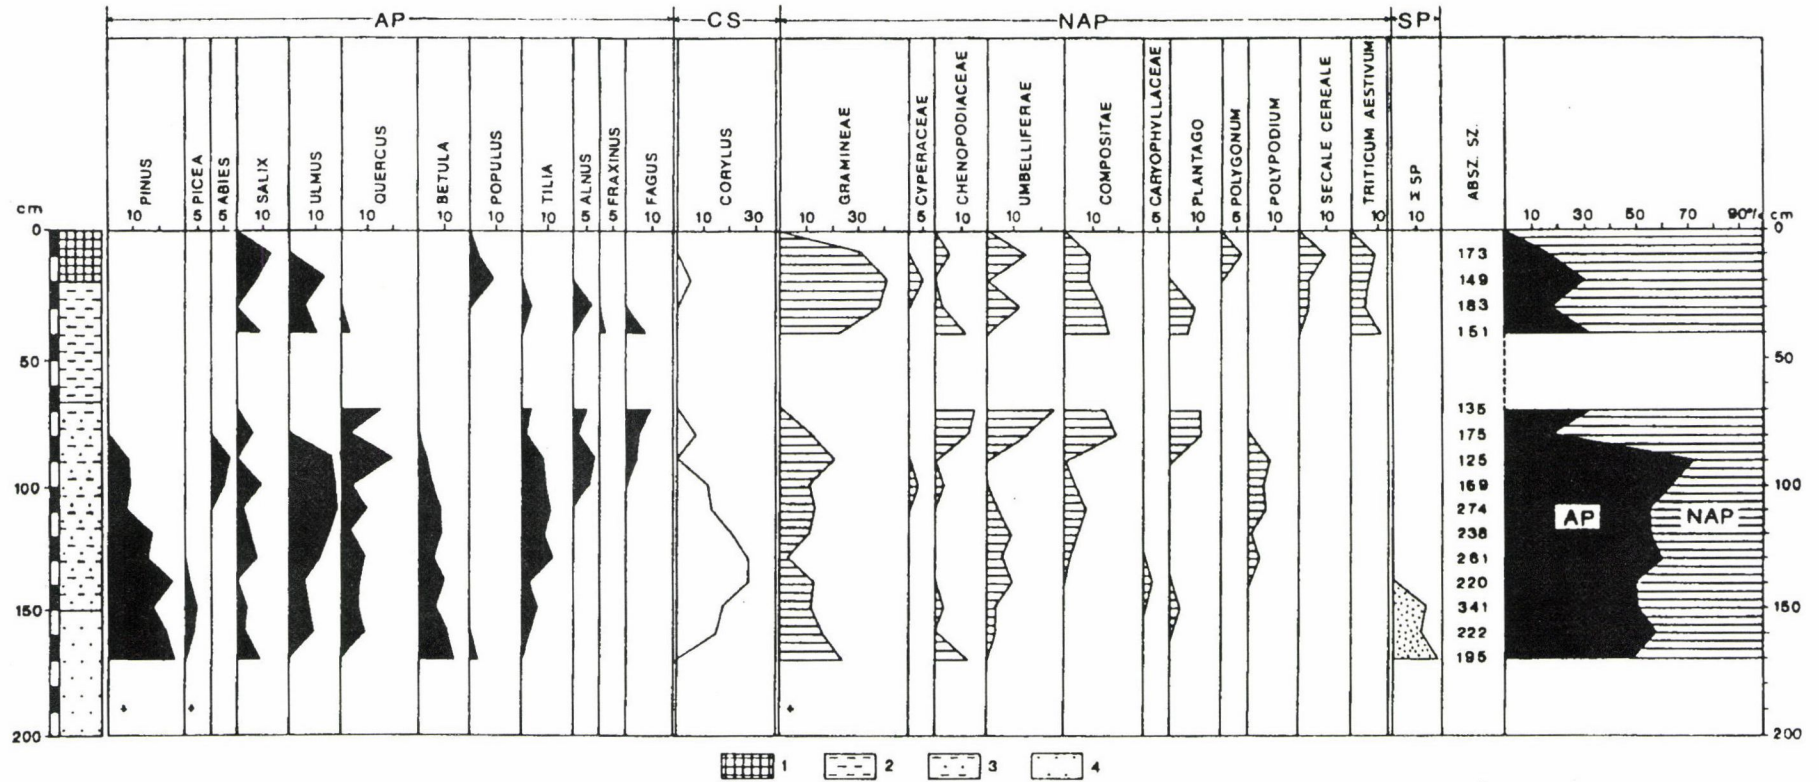 AP CS NAP SP
PINUS PICEA ABIES SALIX ULMUS QUERCUS BETULA POPULUS TILIA ALNUS FRAXINUS FAGUS CORYLUS GRAMINEAE CYPERACEAE CHENOPODIACEAE UMBELLIFERAE COMPOSITAE CARYOPHYLLACEAE PLANTAGO POLYGONUM POLYPODIUM SECALE CEREALE TRITICUM AESTIVUM Σ SP ABSZ. SZ.
cm 10 5 5 10 10 10 10 10 10 5 5 10 10 30 10 30 5 10 10 10 5 10 5 10 10 10 10 10 30 50 70 90% cm
0 0
173
149
183
151
50 50
135
175
125
100 169 100
274
AP NAP
238
261
220
150 341 150
222
195
200 200
1 2 3 4